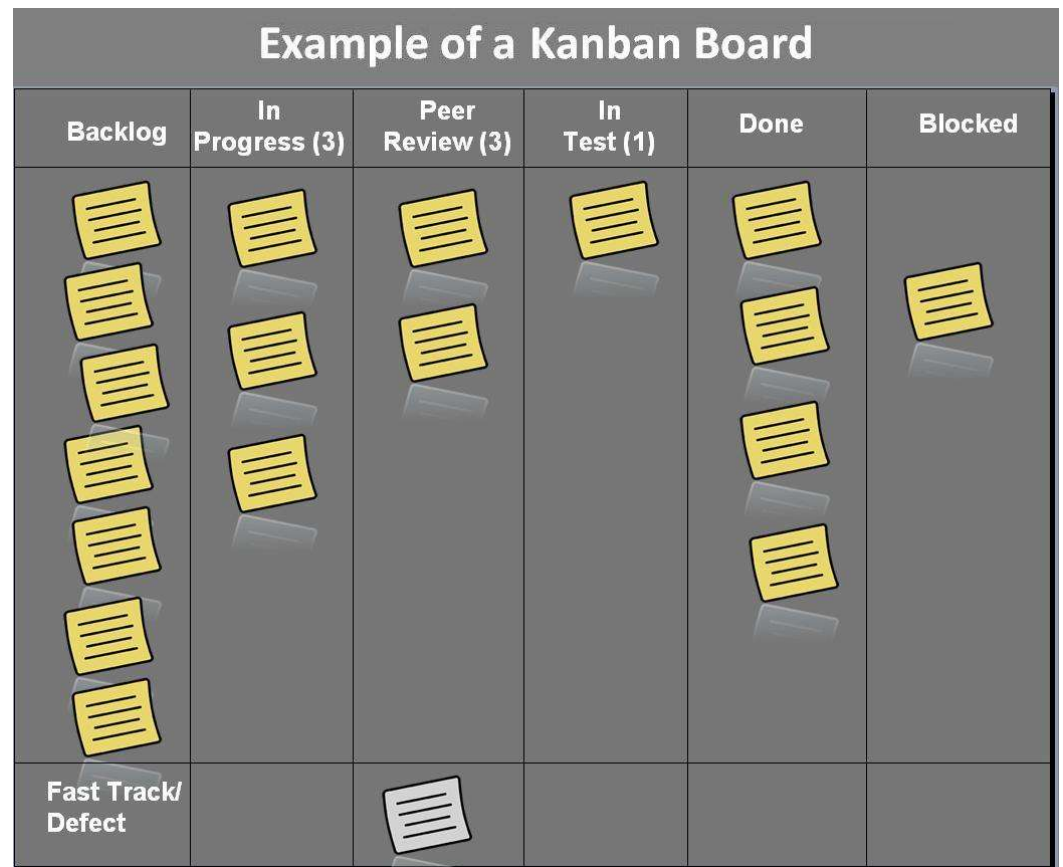 Example of a Kanban Board
Backlog
In
Progress (3)
Peer
Review (3)
In
Test (1)
Done
Blocked
Fast Track/
Defect